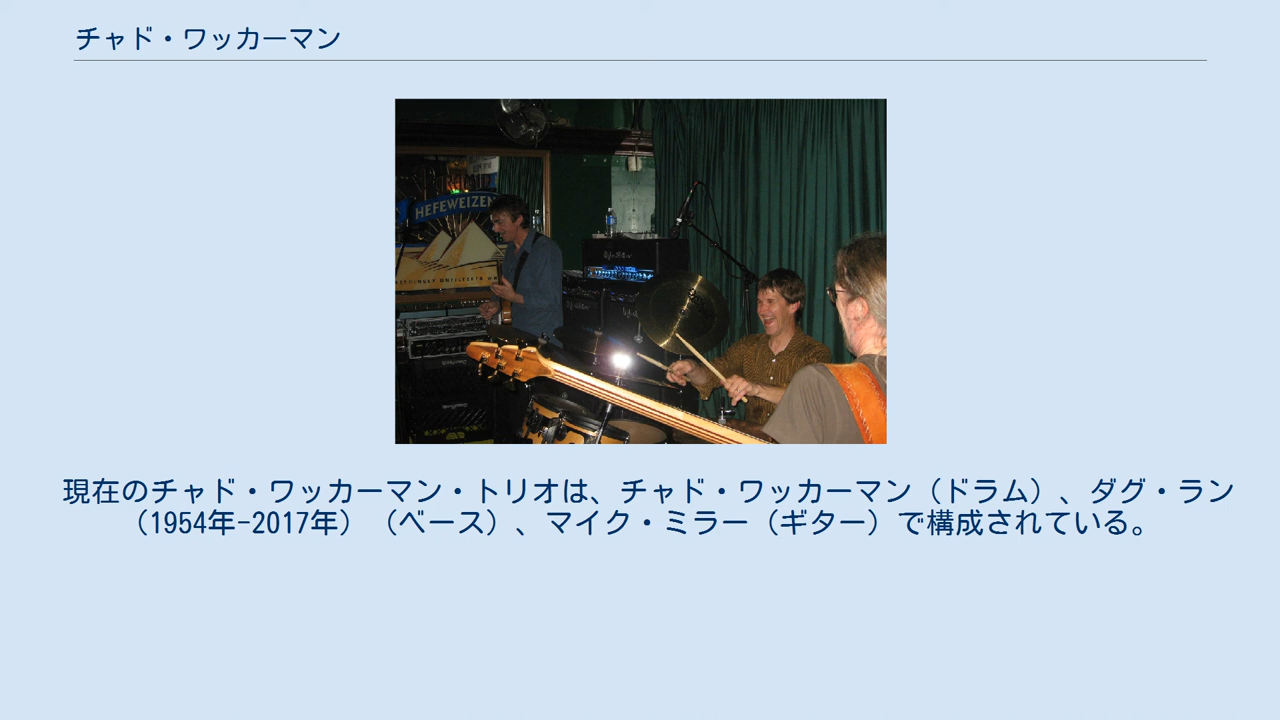 チャド・ワッカーマン
HEFEWEIZEN
現在のチャド・ワッカーマン・トリオは、チャド・ワッカーマン（ドラム）、ダグ・ラン
（1954年-2017年）（ベース）、マイク・ミラー（ギター）で構成されている。